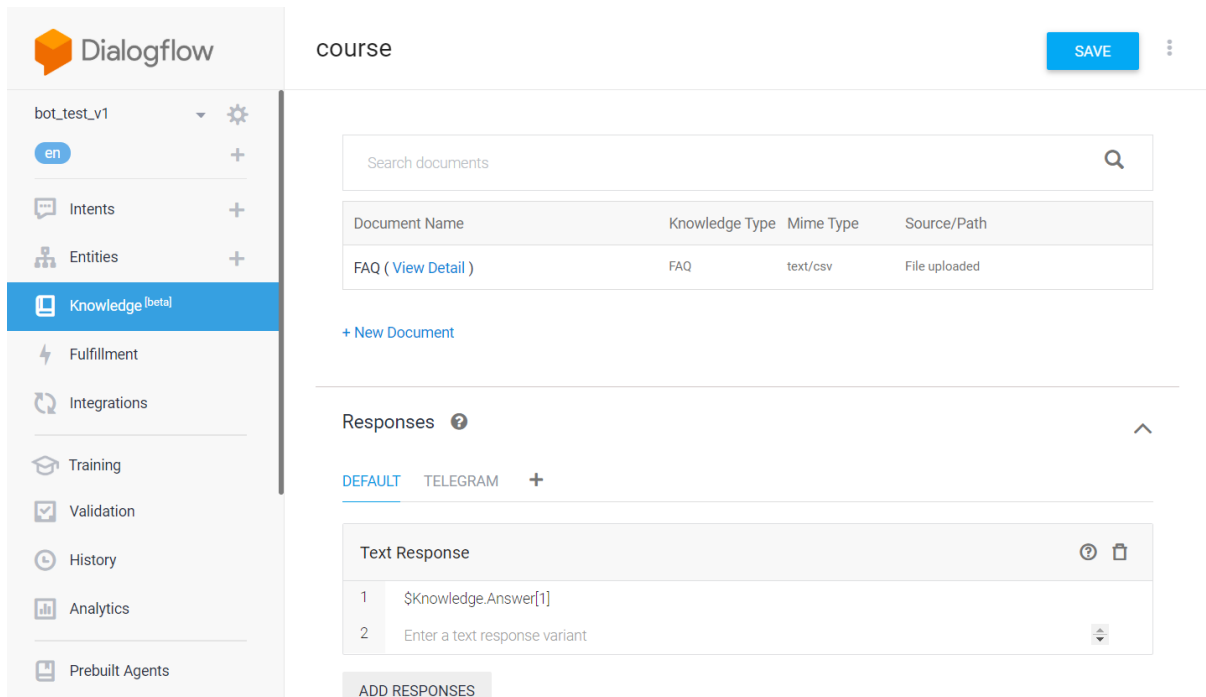 Dialogflow
course
SAVE
bot_test_v1
en
Intents
Entities
Knowledge [beta]
Fulfillment
Integrations
Training
Validation
History
Analytics
Prebuilt Agents
Search documents
Document Name Knowledge Type Mime Type Source/Path
FAQ ( View Detail ) FAQ text/csv File uploaded
+ New Document
Responses
DEFAULT TELEGRAM
Text Response
1 $Knowledge.Answer[1]
2 Enter a text response variant
ADD RESPONSES